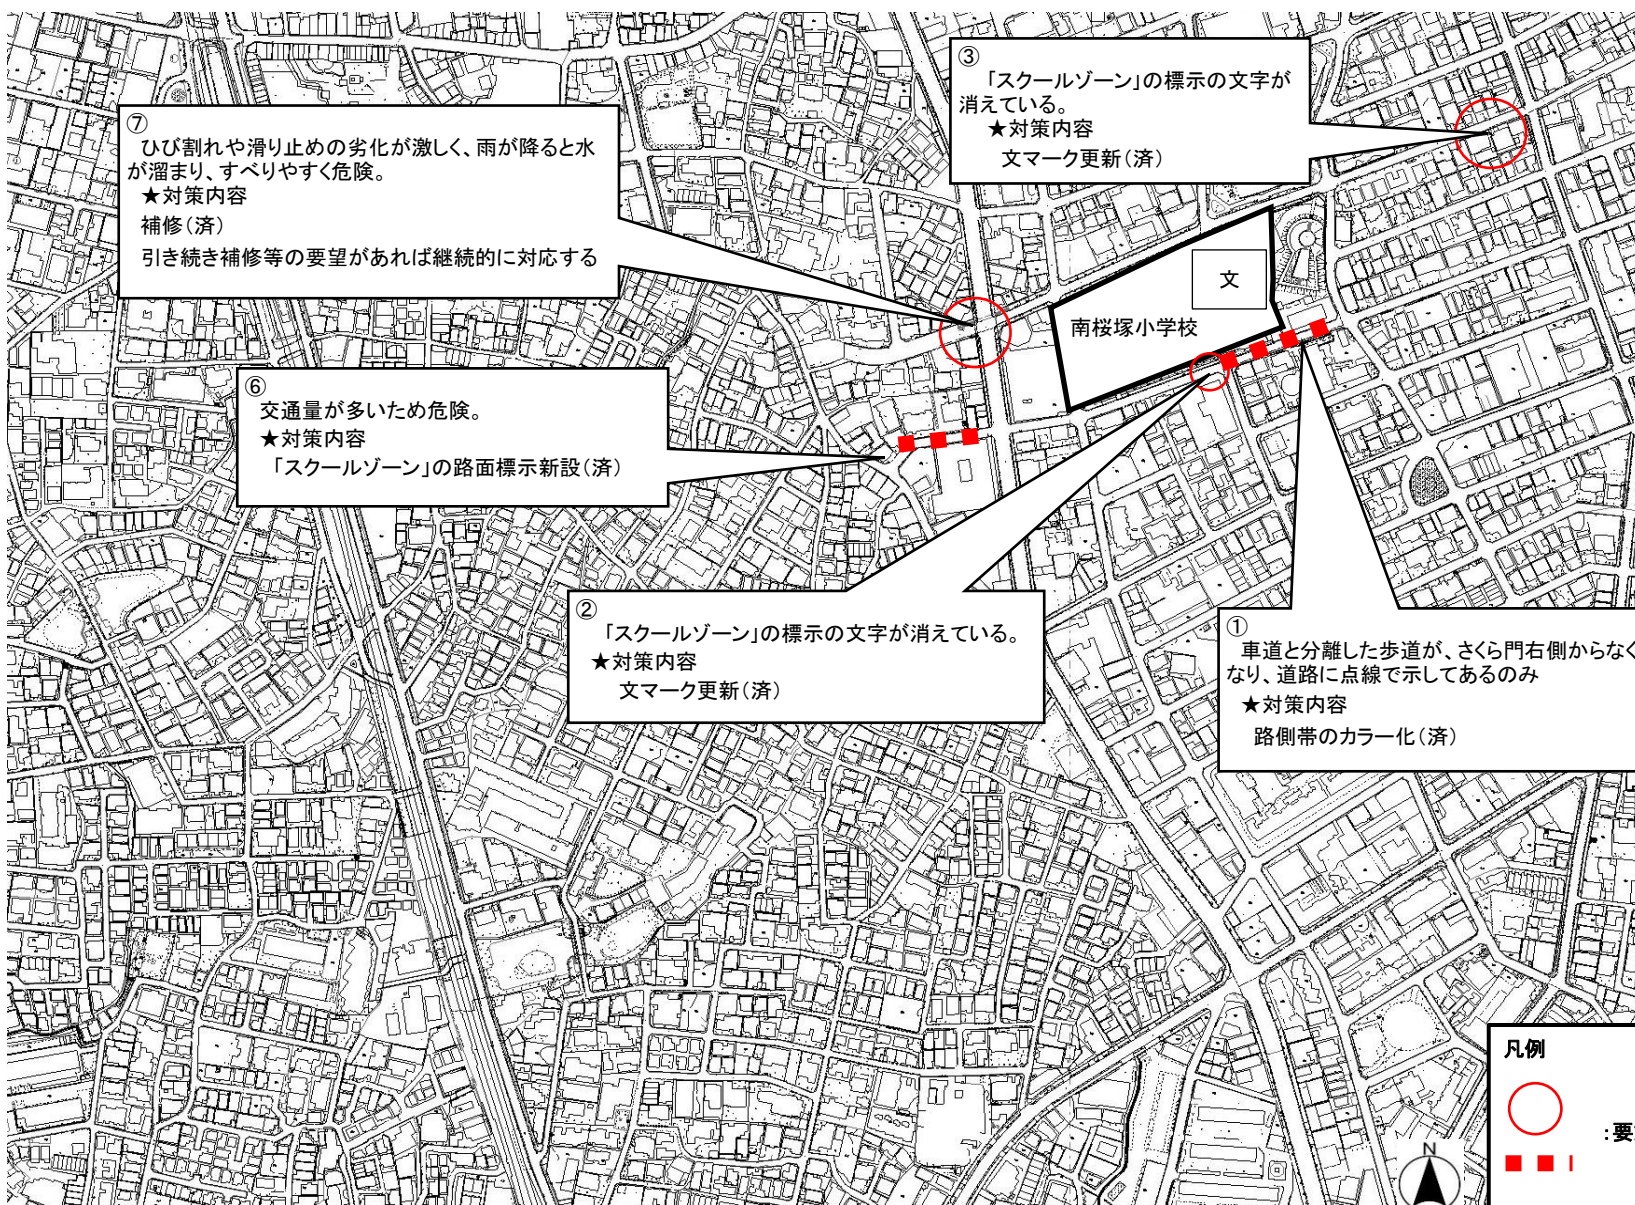 ③
「スクールゾーン」の標示の文字が
消えている。
★対策内容
文マーク更新(済)
⑦
ひび割れや滑り止めの劣化が激しく、雨が降ると水
が溜まり、すべりやすく危険。
★対策内容
補修(済)
引き続き補修等の要望があれば継続的に対応する
文
南桜塚小学校
⑥
交通量が多いため危険。
★対策内容
「スクールゾーン」の路面標示新設(済)
②
「スクールゾーン」の標示の文字が消えている。
★対策内容
文マーク更新(済)
①
車道と分離した歩道が、さくら門右側からなく
なり、道路に点線で示してあるのみ
★対策内容
路側帯のカラー化(済)
凡例
:要
N